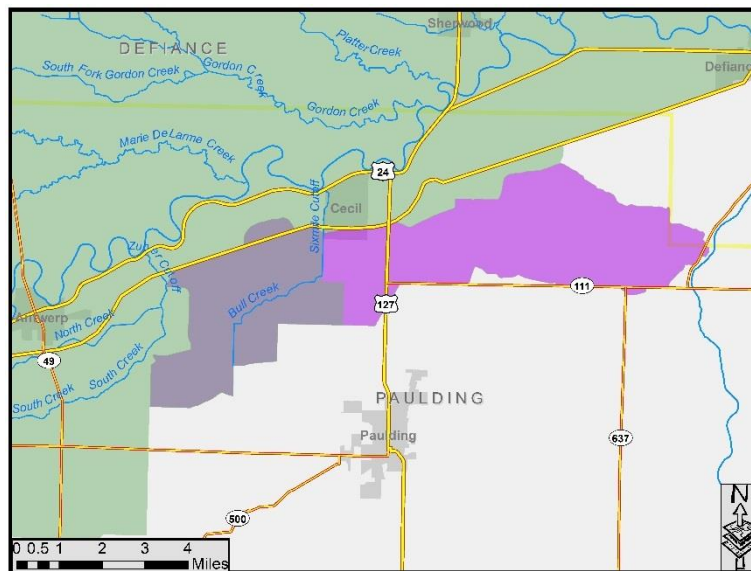 Sherwood
Platter Creek
DEFIANCE
Gordon Creek
South Fork Gordon Creek
Defianc
Gordon Creek
Marie DeLarme Creek
24
Cecil
Sixmile Cutoff
Bull Creek
111
127
Antwerp
North Creek
49
South Creek
South Creek
PAULDING
Paulding
637
500
N
0 0.5 1 2 3 4
Miles